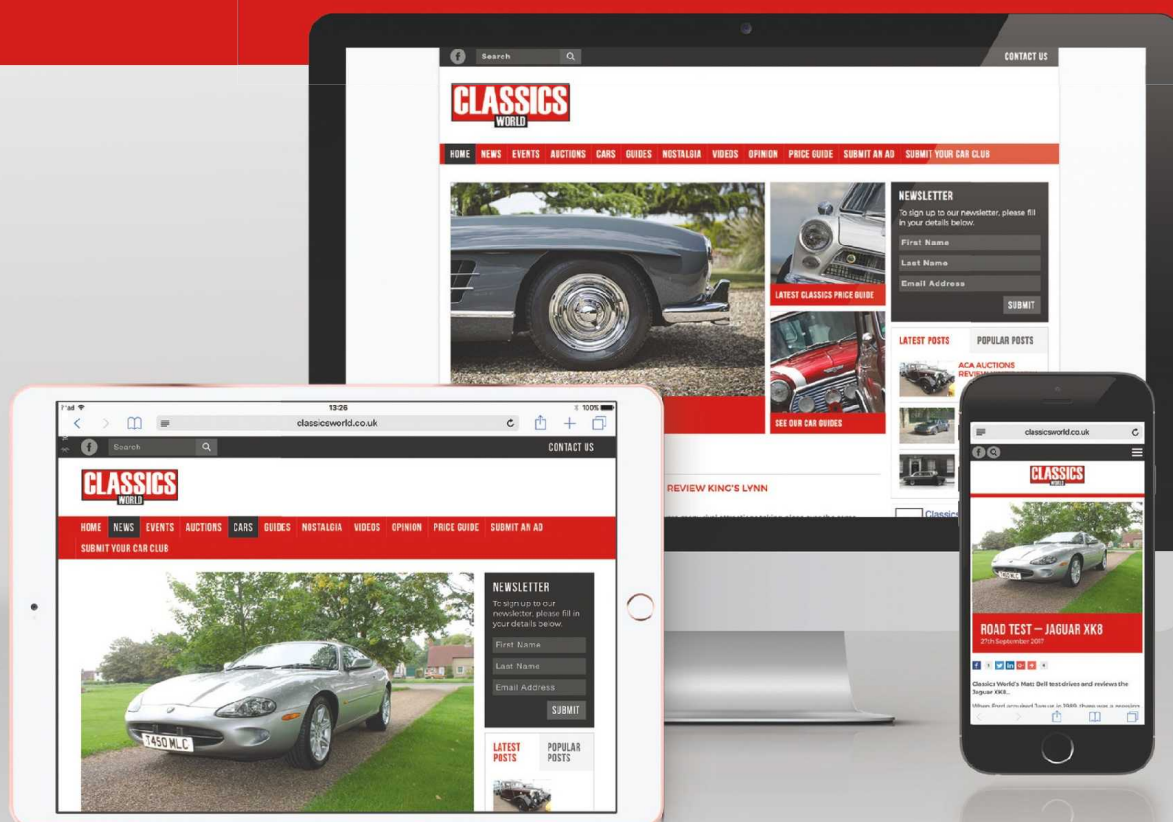 f
Search
CONTACT US
CLASSICS
WORLD
HOME NEWS EVENTS AUCTIONS CARS GUIDES NOSTALGIA VIDEOS OPINION PRICE GUIDE SUBMIT AN AD SUBMIT YOUR CAR CLUB
LATEST CLASSICS PRICE GUIDE
SEE OUR CAR GUIDES
NEWSLETTER
To sign up to our newsletter, please fill
in your details below.
First Name
Last Name
Email Address
SUBMIT
LATEST POSTS POPULAR POSTS
ACA AUCTIONS
REVIEW KING'S LYNN
Classics
13:26
100%
classicsworld.co.uk
f
Search
CONTACT US
CLASSICS
WORLD
HOME NEWS EVENTS AUCTIONS CARS GUIDES NOSTALGIA VIDEOS OPINION PRICE GUIDE SUBMIT AN AD
SUBMIT YOUR CAR CLUB
T450 MLC
NEWSLETTER
To sign up to our
newsletter, please fill in
your details below.
First Name
Last Name
Email Address
SUBMIT
LATEST POPULAR
POSTS POSTS
classicsworld.co.uk
f
CLASSICS
WORLD
T450 MLC
ROAD TEST – JAGUAR XK8
27th September 2017
Classics World's Matt Bell test drives and reviews the
Jaguar XK8...